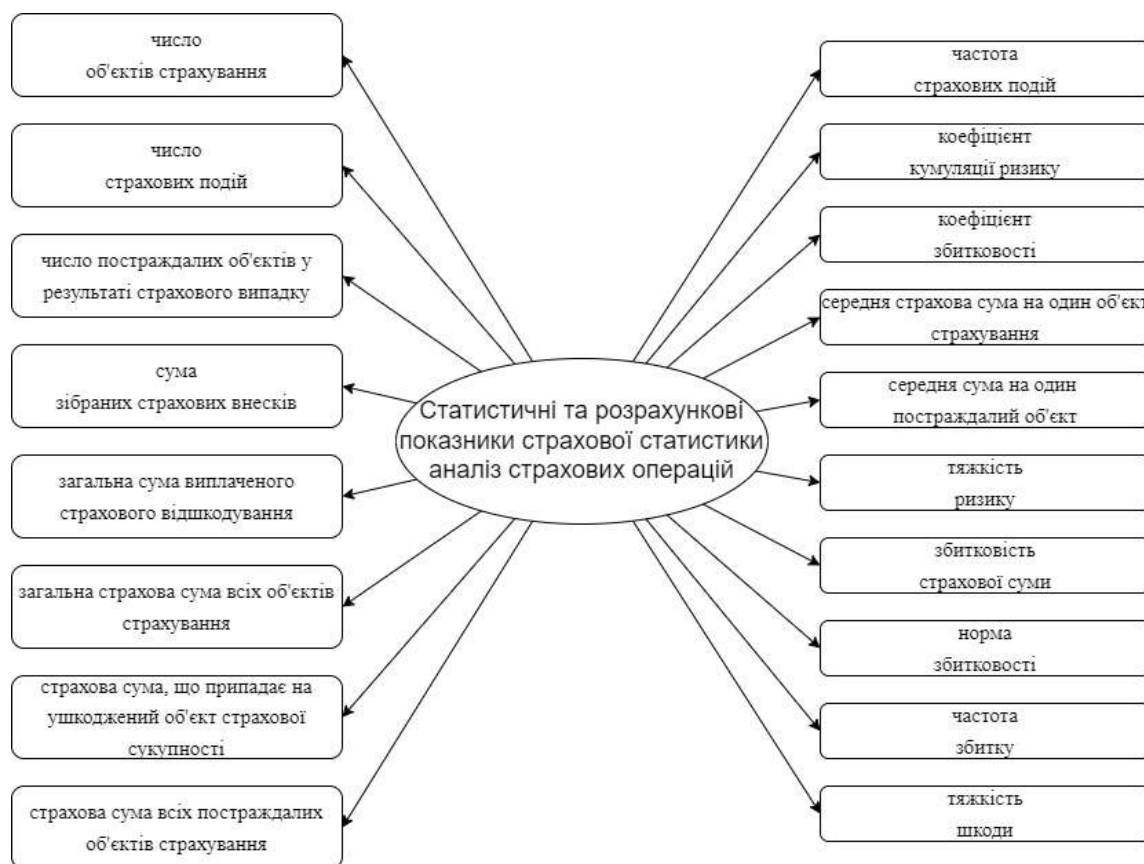 число
об'єктів страхування
число
страхових подій
число постраждалих об'єктів у
результаті страхового випадку
сума
зібраних страхових внесків
загальна сума виплаченого
страхового відшкодування
загальна страхова сума всіх об'єктів
страхування
страхова сума, що припадає на
ушкоджений об'єкт страхової
сукупності
страхова сума всіх постраждалих
об'єктів страхування
Статистичні та розрахункові
показники страхової статистики
аналіз страхових операцій
частота
страхових подій
коефіцієнт
кумуляції ризику
коефіцієнт
збитковості
середня страхова сума на один об'єкт
страхування
середня сума на один
постраждалий об'єкт
тяжкість
ризику
збитковість
страхової суми
норма
збитковості
частота
збитку
тяжкість
шкоди